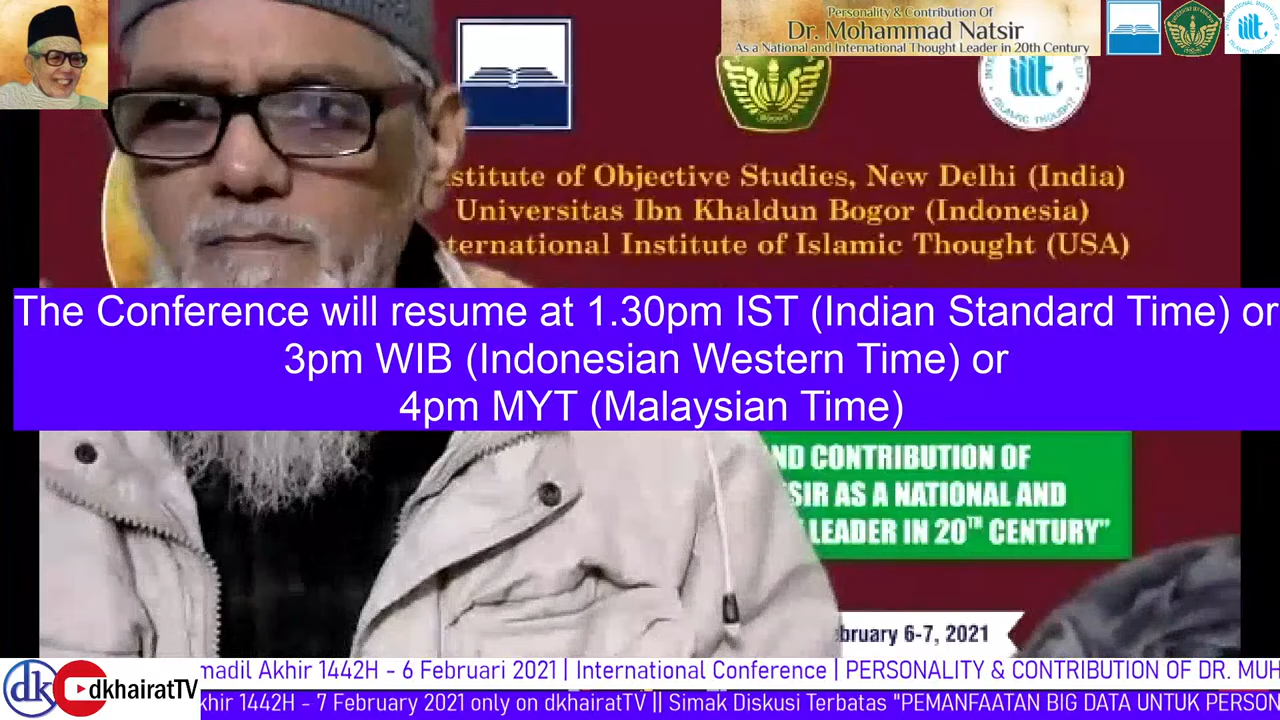 Personality & Contribution Of
Dr. Mohammad Natsir
As a National and International Thought Leader in 20th Century
stitute of Objective Studies, New Delhi (India)
Universitas Ibn Khaldun Bogor (Indonesia)
ternational Institute of Islamic Thought (USA)
The Conference will resume at 1.30pm IST (Indian Standard Time) or
3pm WIB (Indonesian Western Time) or
4pm MYT (Malaysian Time)
ND CONTRIBUTION OF
SIR AS A NATIONAL AND
LEADER IN 20TH CENTURY"
bruary 6-7, 2021
dk dkhairatTV
madil Akhir 1442H - 6 Februari 2021 | International Conference | PERSONALITY & CONTRIBUTION OF DR. MUH
khir 1442H - 7 February 2021 only on dkhairatTV || Simak Diskusi Terbatas "PEMANFAATAN BIG DATA UNTUK PERSON